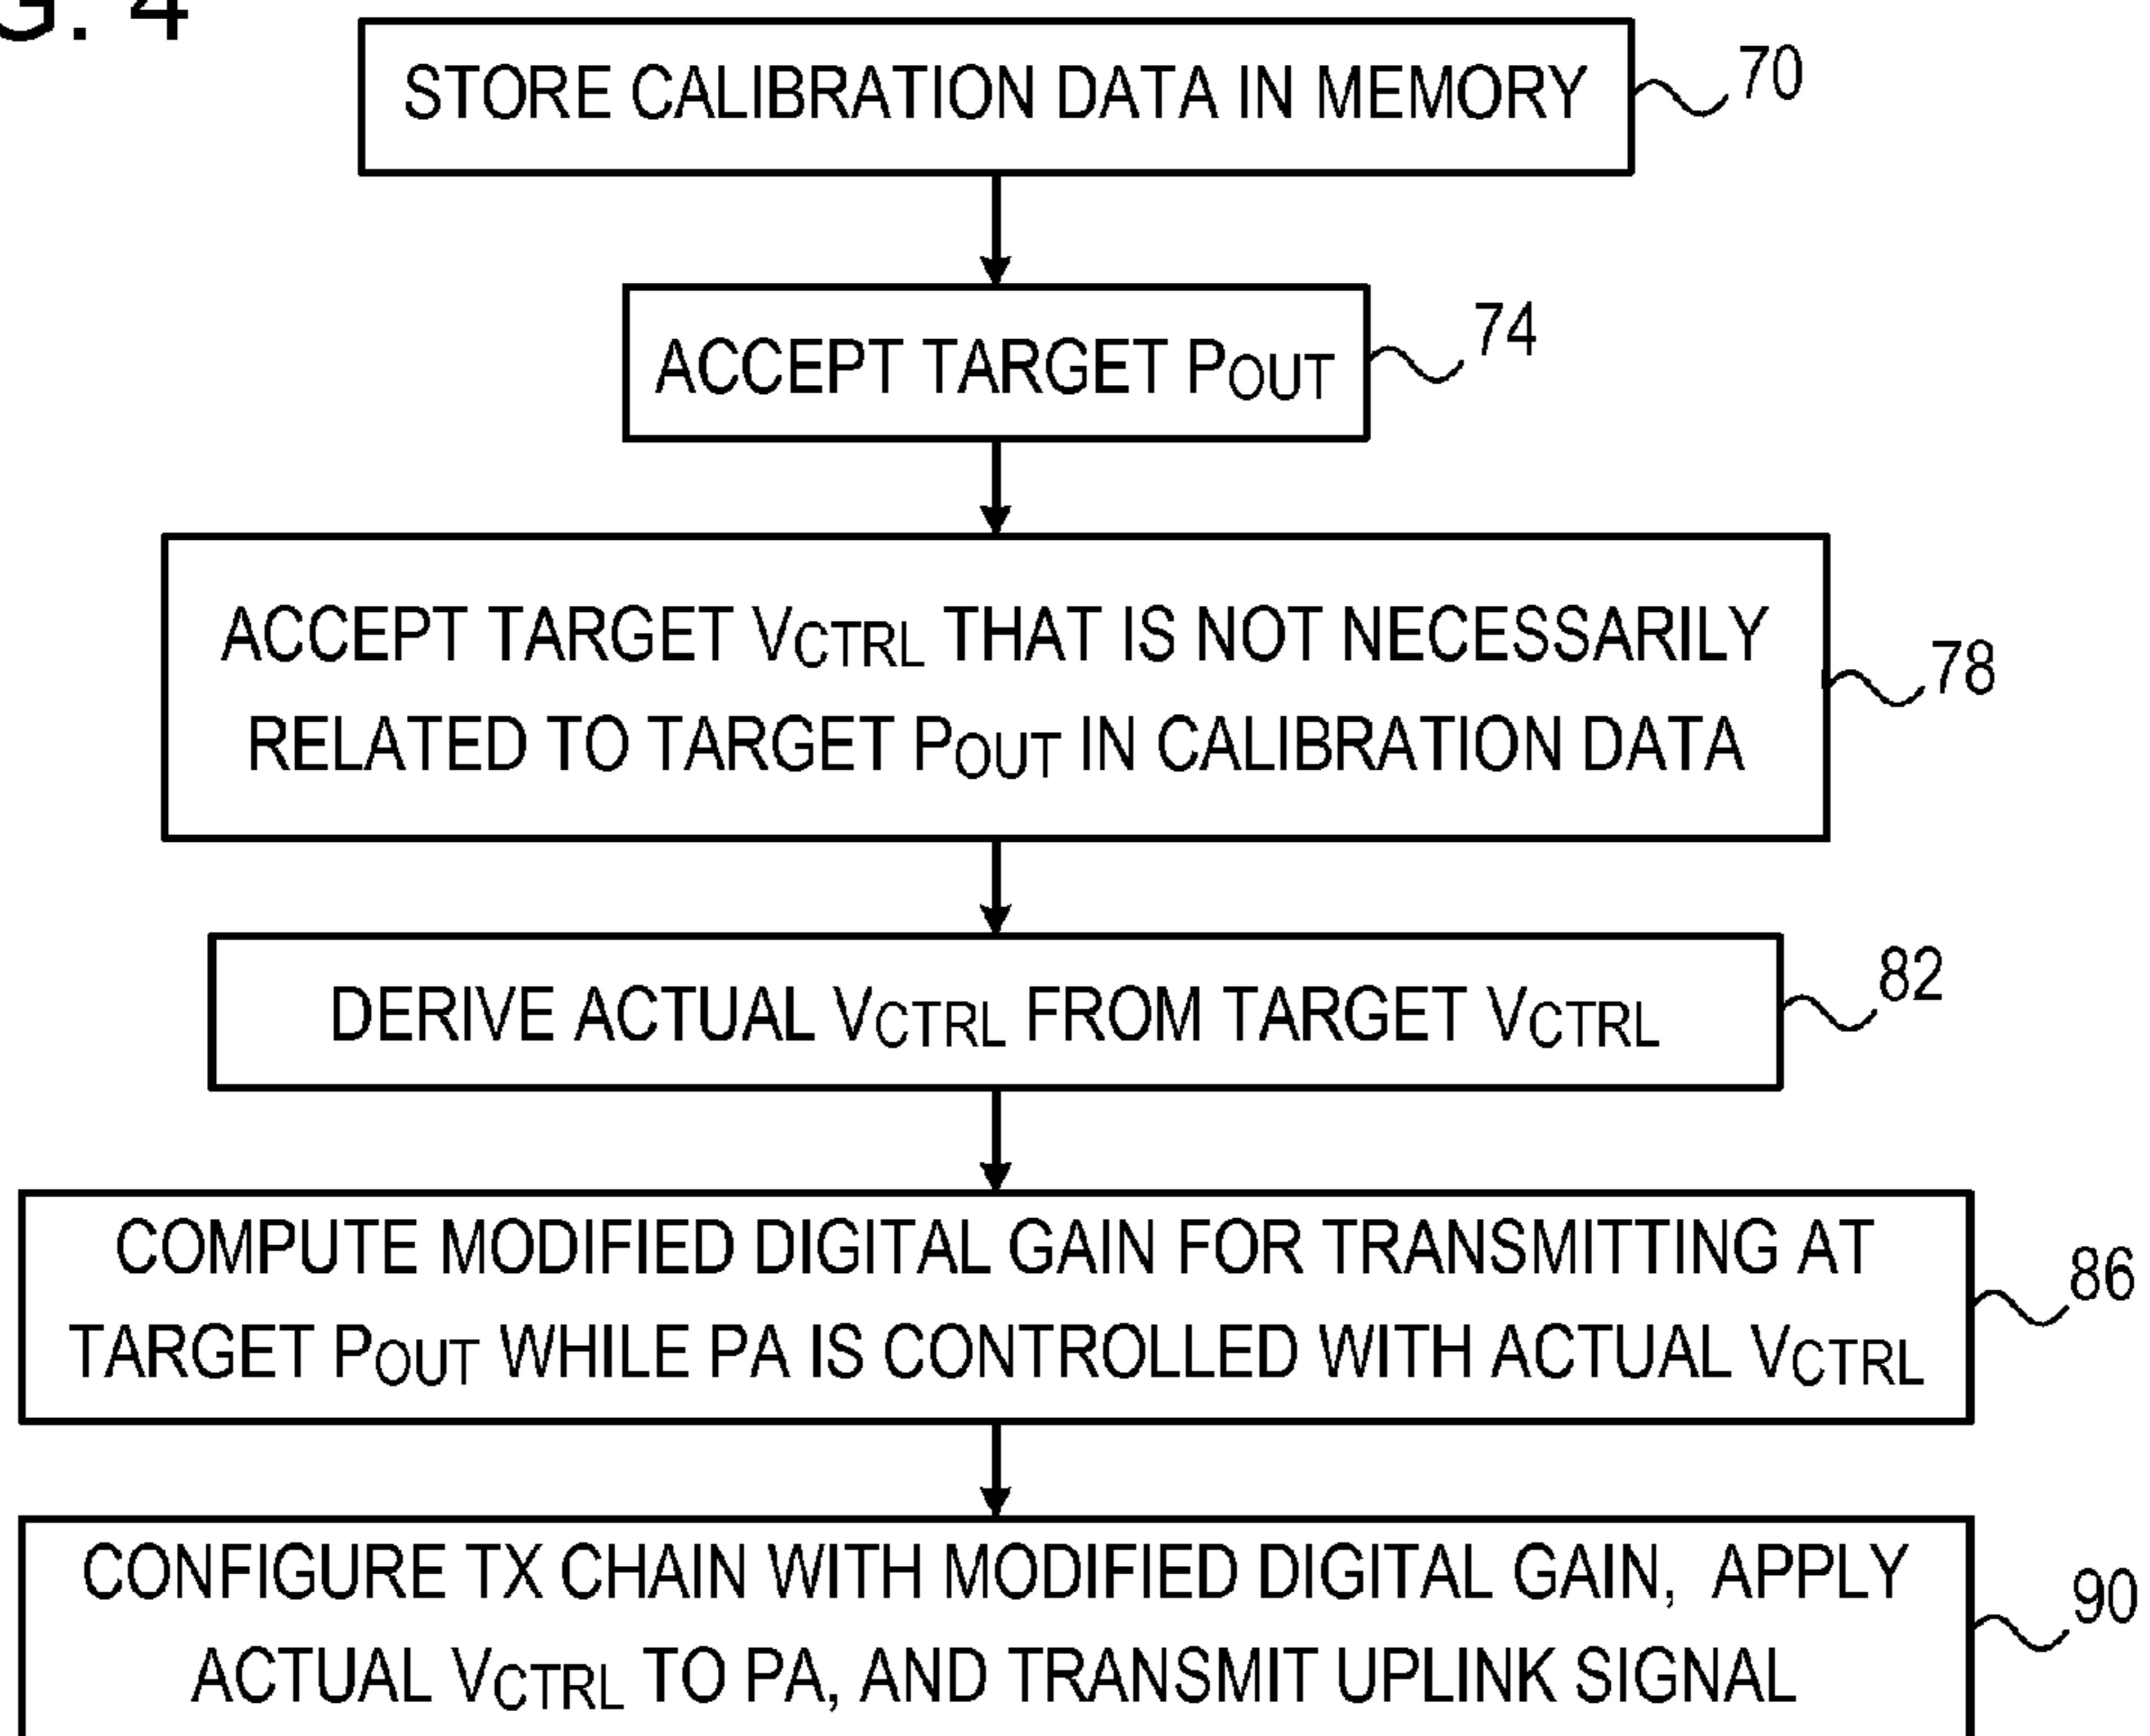 G. 4
STORE CALIBRATION DATA IN MEMORY
70
ACCEPT TARGET POUT
74
ACCEPT TARGET VCTRL THAT IS NOT NECESSARILY
RELATED TO TARGET POUT IN CALIBRATION DATA
78
DERIVE ACTUAL VCTRL FROM TARGET VCTRL
82
COMPUTE MODIFIED DIGITAL GAIN FOR TRANSMITTING AT
TARGET POUT WHILE PA IS CONTROLLED WITH ACTUAL VCTRL
86
CONFIGURE TX CHAIN WITH MODIFIED DIGITAL GAIN, APPLY
ACTUAL VCTRL TO PA, AND TRANSMIT UPLINK SIGNAL
90